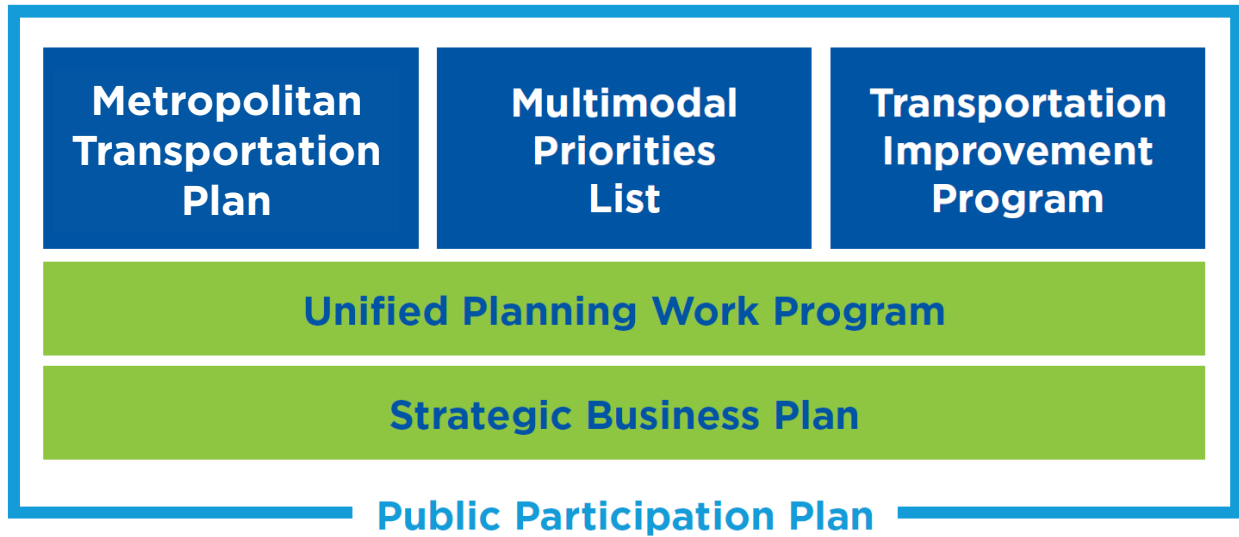 Metropolitan
Transportation
Plan
Multimodal
Priorities
List
Transportation
Improvement
Program
Unified Planning Work Program
Strategic Business Plan
Public Participation Plan